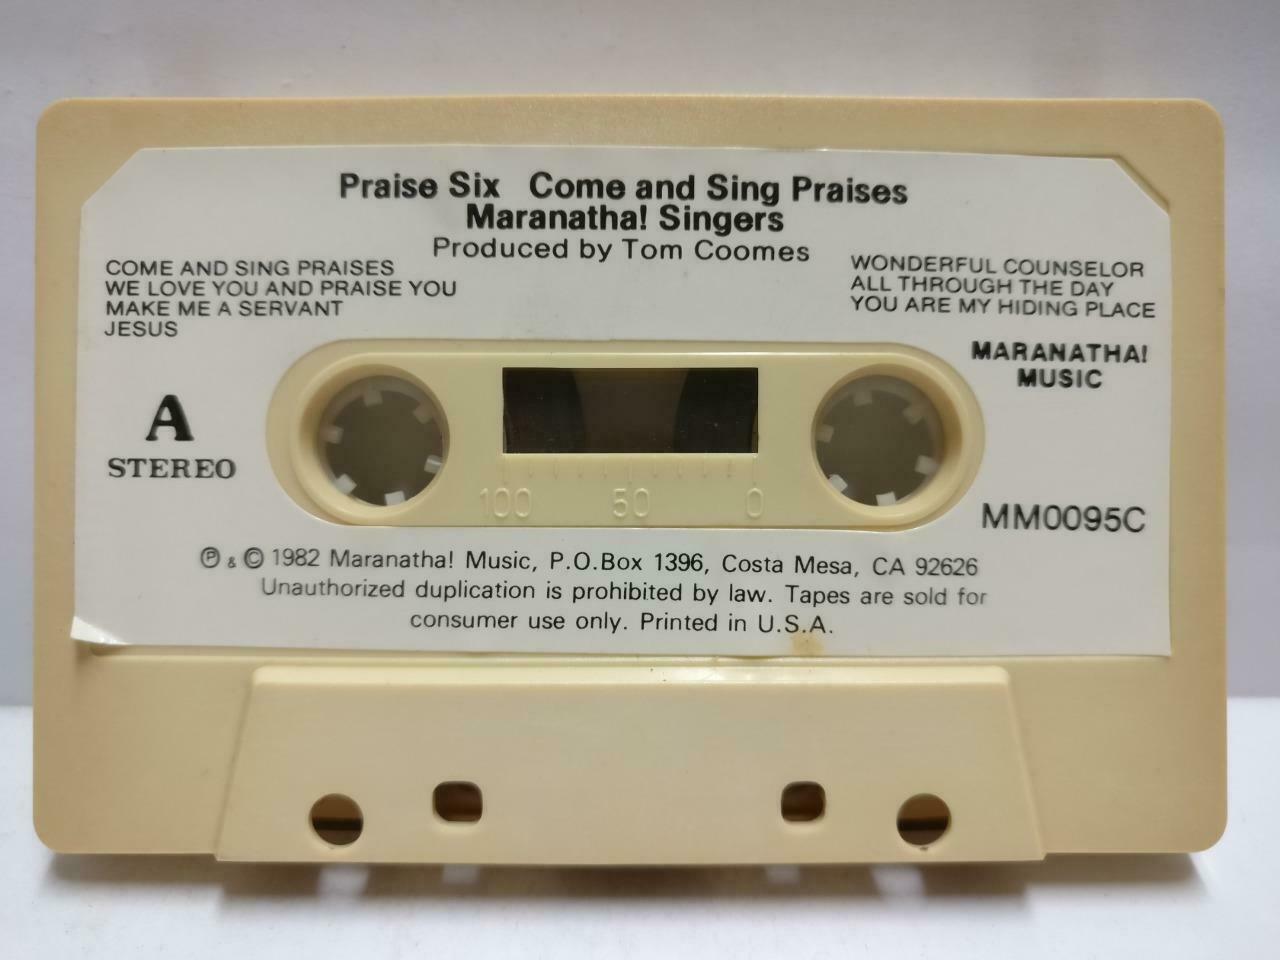 Praise Six Come and Sing Praises
Maranatha! Singers
Produced by Tom Coomes
COME AND SING PRAISES
WE LOVE YOU AND PRAISE YOU
MAKE ME A SERVANT
JESUS
WONDERFUL COUNSELOR
ALL THROUGH THE DAY
YOU ARE MY HIDING PLACE
MARANATHA!
MUSIC
A
STEREO
100 50 0
MM0095C
℗ & © 1982 Maranatha! Music, P.O.Box 1396, Costa Mesa, CA 92626
Unauthorized duplication is prohibited by law. Tapes are sold for
consumer use only. Printed in U.S.A.